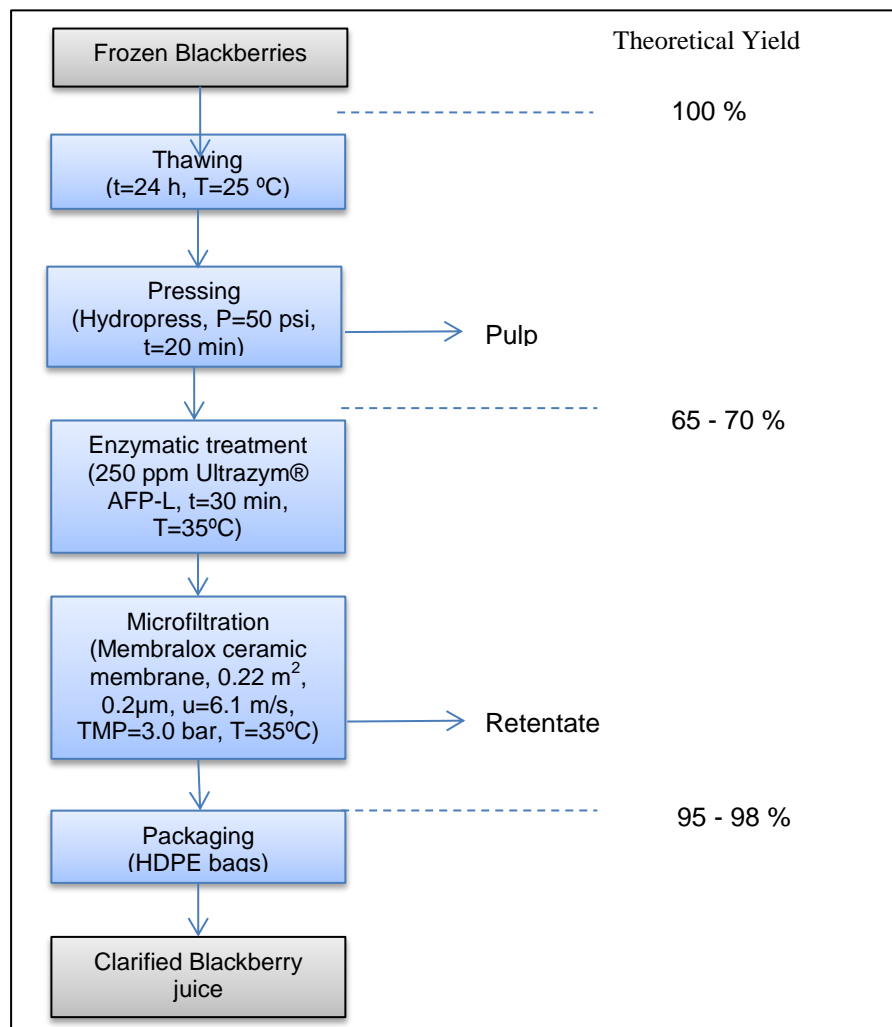 Frozen Blackberries
Theoretical Yield
100 %
Thawing
(t=24 h, T=25 ºC)
Pressing
(Hydropress, P=50 psi,
t=20 min)
Pulp
65 - 70 %
Enzymatic treatment
(250 ppm Ultrazym®
AFP-L, t=30 min,
T=35ºC)
Microfiltration
(Membralox ceramic
membrane, 0.22 m²,
0.2µm, u=6.1 m/s,
TMP=3.0 bar, T=35ºC)
Retentate
95 - 98 %
Packaging
(HDPE bags)
Clarified Blackberry
juice